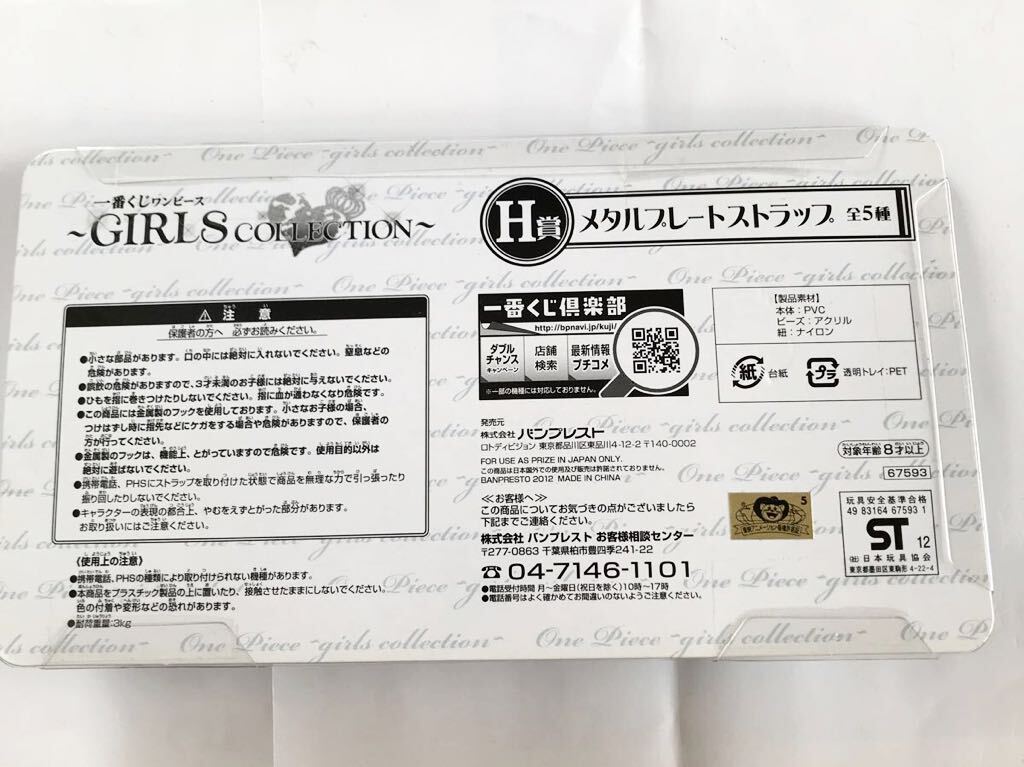 一番くじワンピース
～GIRLS COLLECTION～
H賞 メタルプレートストラップ 全5種
⚠注意
保護者の方へ 必ずお読みください。
●小さな部品があります。口の中には絶対に入れないでください。窒息などの
危険があります。
●誤飲の危険がありますので、3才未満のお子様には絶対に与えないでください。
●ひもを指に巻きつけたりしないでください。指に血が通わなくなり危険です。
●この商品には金属製のフックを使用しております。小さなお子様の場合、
つけはずし時に指先などにケガをする場合や危険がありますので、保護者の
方が行ってください。
●金属製のフックは、機能上、とがっていますので危険です。使用目的以外は
絶対に遊ばないでください。
●携帯電話、PHSにストラップを取り付けた状態で商品を無理な力で引っ張ったり
振り回したりしないでください。
●キャラクターの表現の都合上、やむをえずとがった部分があります。
お取り扱いにはご注意ください。
《使用上の注意》
●携帯電話、PHSの種類により取り付けられない機種があります。
●本商品をプラスチック製品の上に置いたり、接触させたままにしないでください。
色の付着や変形などの恐れがあります。
●耐荷重量:3kg
一番くじ倶楽部
http://bpnavi.jp/kuji/
ダブル
チャンス
キャンペーン
店舗
検索
最新情報
プチコメ
※一部の機種には対応しておりません。
【製品素材】
本体:PVC
ビーズ:アクリル
紐:ナイロン
紙 台紙
プラ 透明トレイ:PET
発売元
株式会社 バンプレスト
ロトディビジョン 東京都品川区東品川4-12-2 〒140-0002
FOR USE AS PRIZE IN JAPAN ONLY.
この商品は日本国外での使用及び販売は許諾されておりません。
BANPRESTO 2012 MADE IN CHINA
≪お客様へ≫
この商品についてお気づきの点がございましたら
下記までご連絡ください。
株式会社 バンプレスト お客様相談センター
〒277-0863 千葉県柏市豊四季241-22
☎04-7146-1101
●電話受付時間 月～金曜日(祝日を除く)10時～17時
●電話番号はよく確かめてお間違いのないようご注意ください。
対象年齢8才以上
67593
5
玩具安全基準合格
49 83164 67593 1
ST 12
(社)日本玩具協会
東京都墨田区東駒形 4-22-4
One Piece ~girls collection~